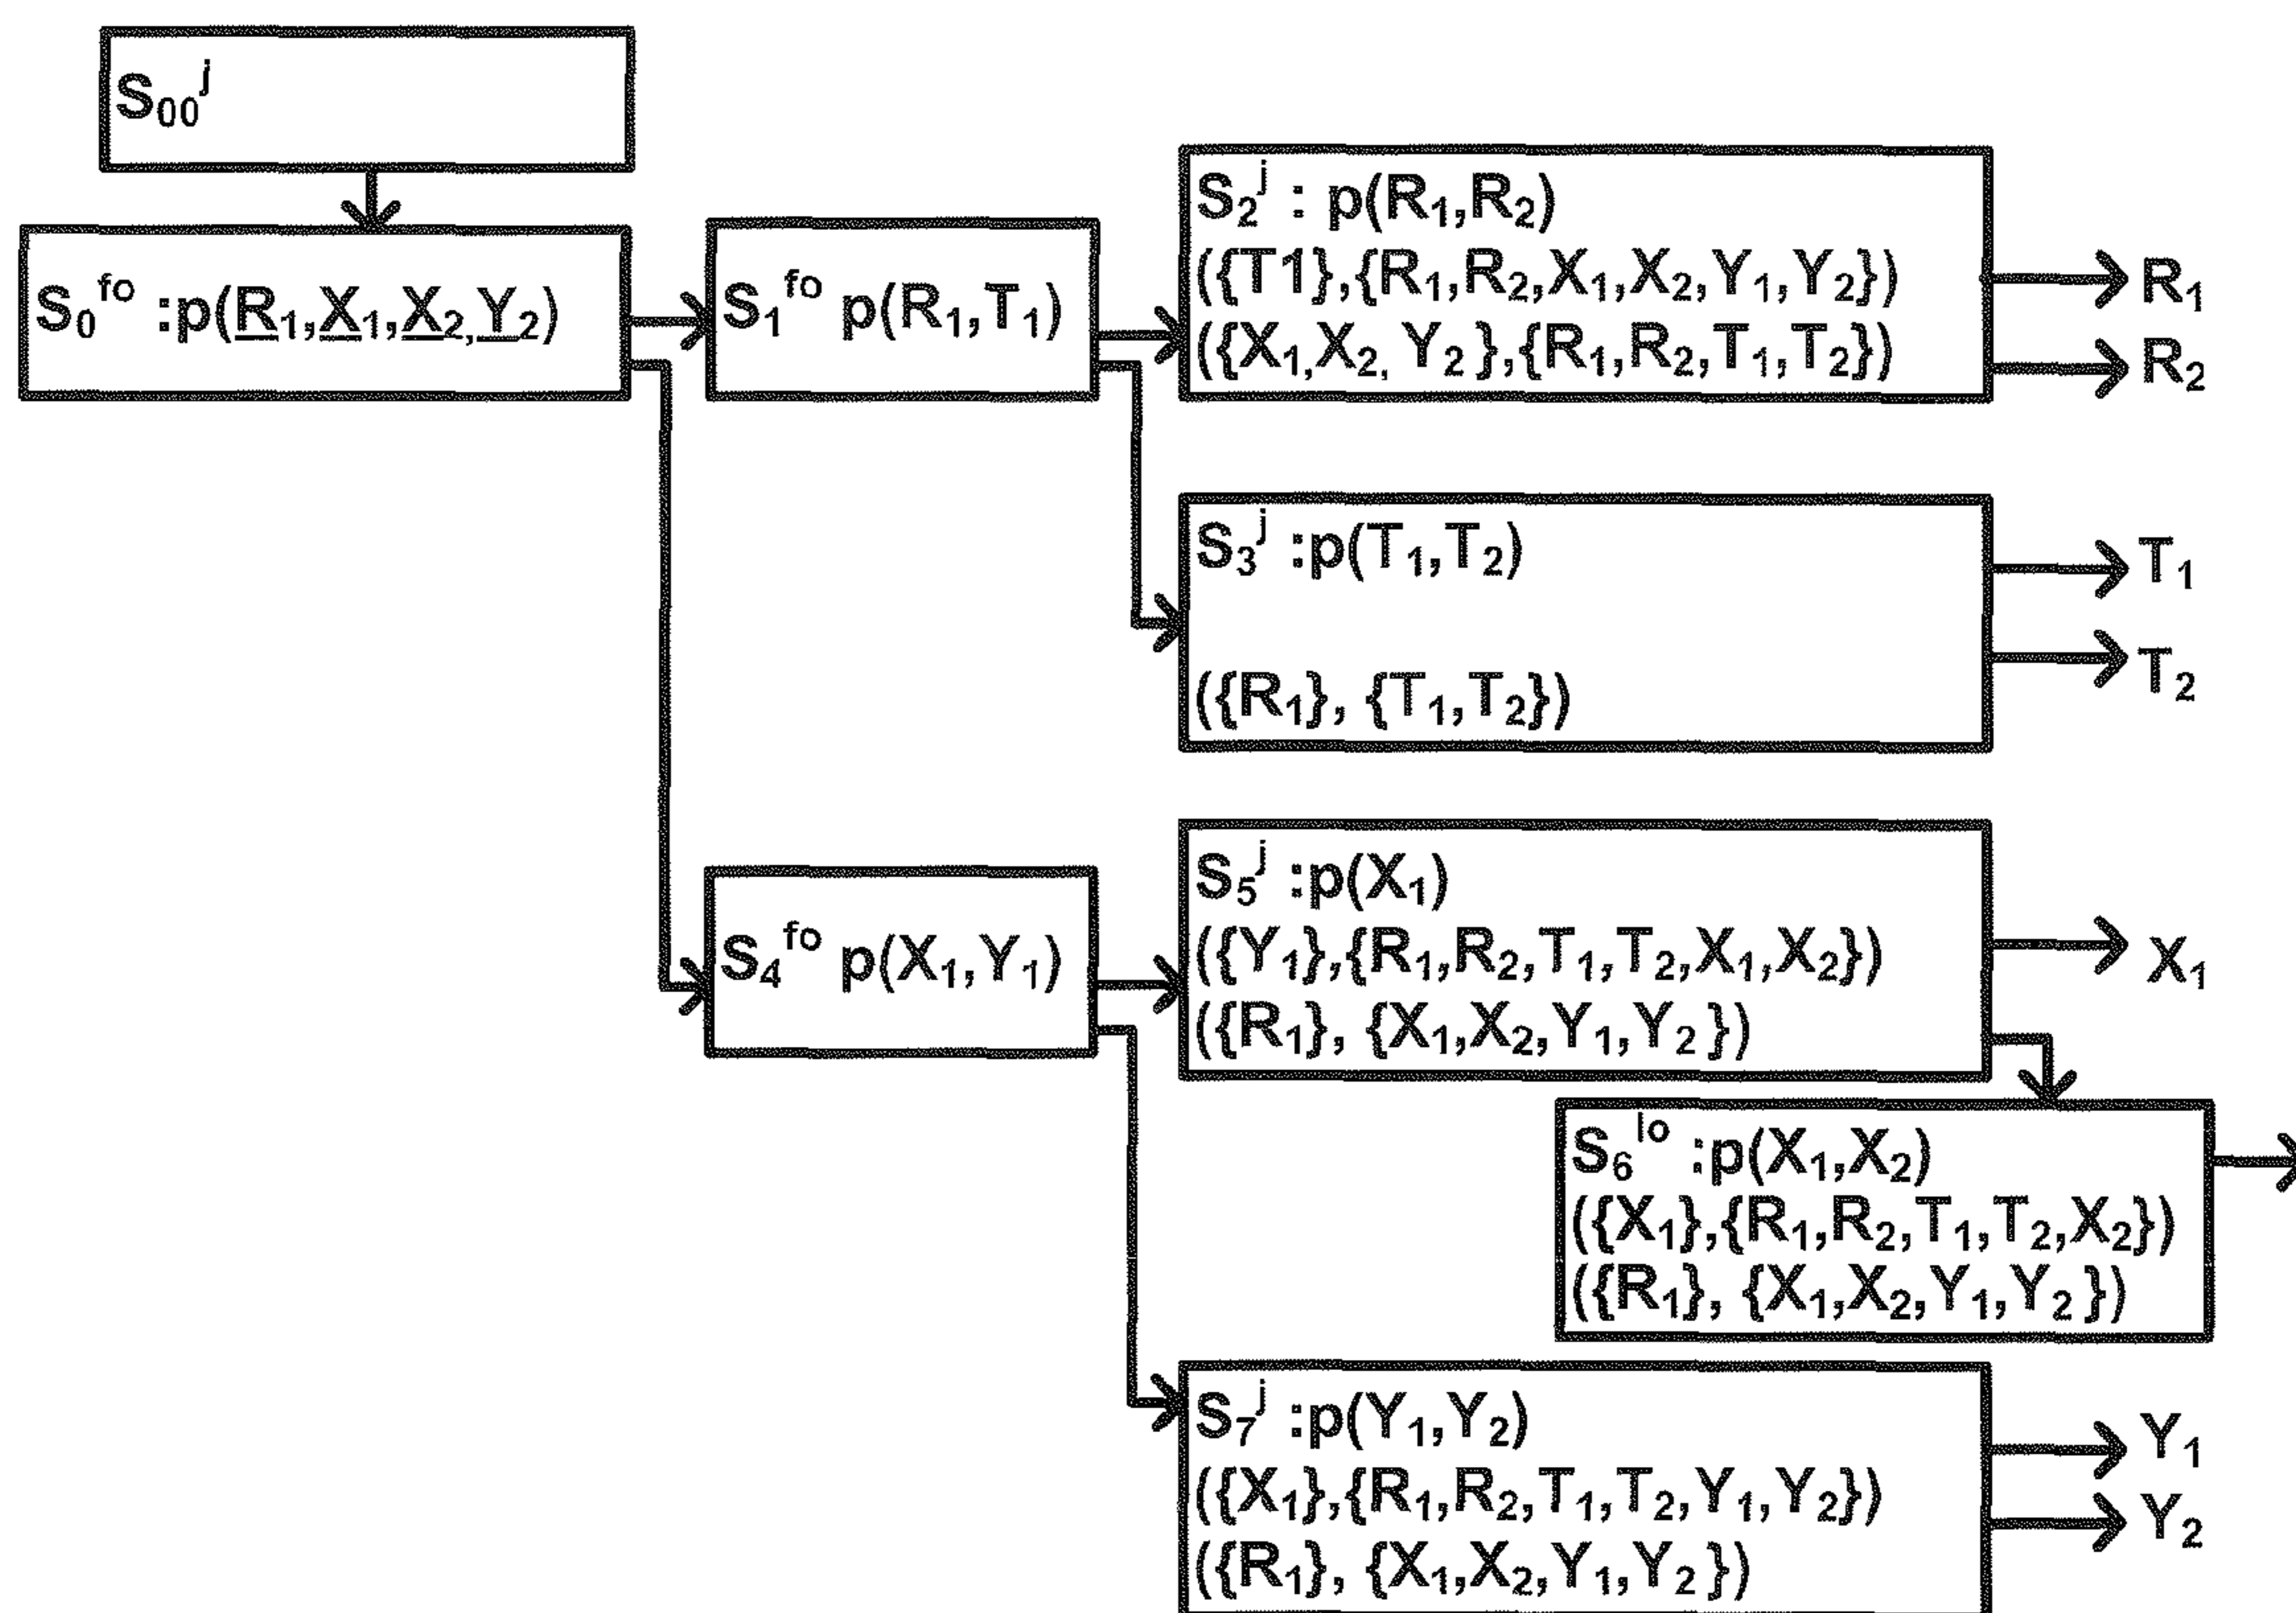 S₀₀ʲ
S₀ᶠᵒ :p(R₁,X₁,X₂,Y₂)
S₁ᶠᵒ p(R₁,T₁)
S₂ʲ : p(R₁,R₂)
({T1},{R₁,R₂,X₁,X₂,Y₁,Y₂})
({X₁,X₂, Y₂ },{R₁,R₂,T₁,T₂})
R₁
R₂
S₃ʲ :p(T₁,T₂)
({R₁}, {T₁,T₂})
T₁
T₂
S₄ᶠᵒ p(X₁,Y₁)
S₅ʲ :p(X₁)
({Y₁},{R₁,R₂,T₁,T₂,X₁,X₂})
({R₁}, {X₁,X₂,Y₁,Y₂ })
X₁
S₆ˡᵒ :p(X₁,X₂)
({X₁},{R₁,R₂,T₁,T₂,X₂})
({R₁}, {X₁,X₂,Y₁,Y₂ })
S₇ʲ :p(Y₁,Y₂)
({X₁},{R₁,R₂,T₁,T₂,Y₁,Y₂})
({R₁}, {X₁,X₂,Y₁,Y₂ })
Y₁
Y₂